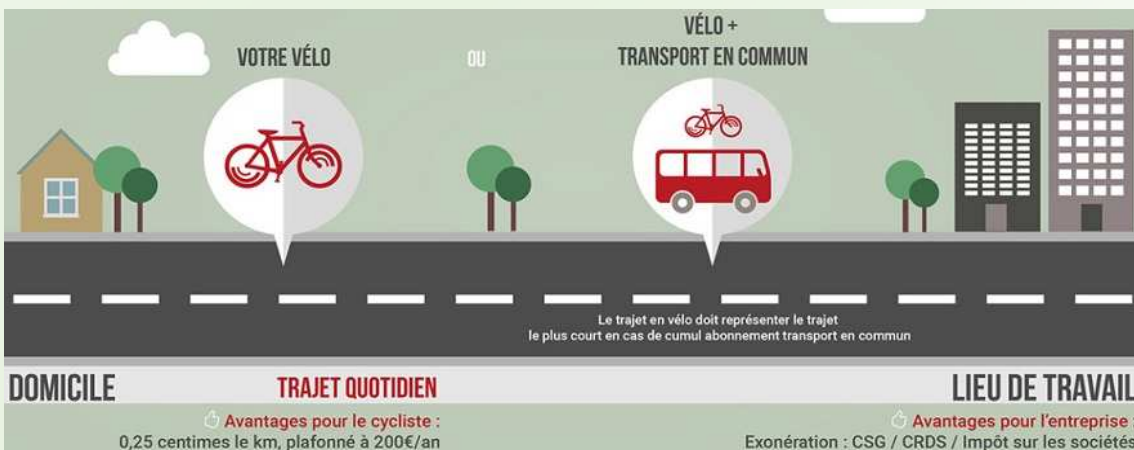 VOTRE VÉLO
OU
VÉLO +
TRANSPORT EN COMMUN
Le trajet en vélo doit représenter le trajet
le plus court en cas de cumul abonnement transport en commun
DOMICILE
TRAJET QUOTIDIEN
LIEU DE TRAVAIL
Avantages pour le cycliste :
0,25 centimes le km, plafonné à 200€/an
Avantages pour l'entreprise :
Exonération : CSG / CRDS / Impôt sur les sociétés